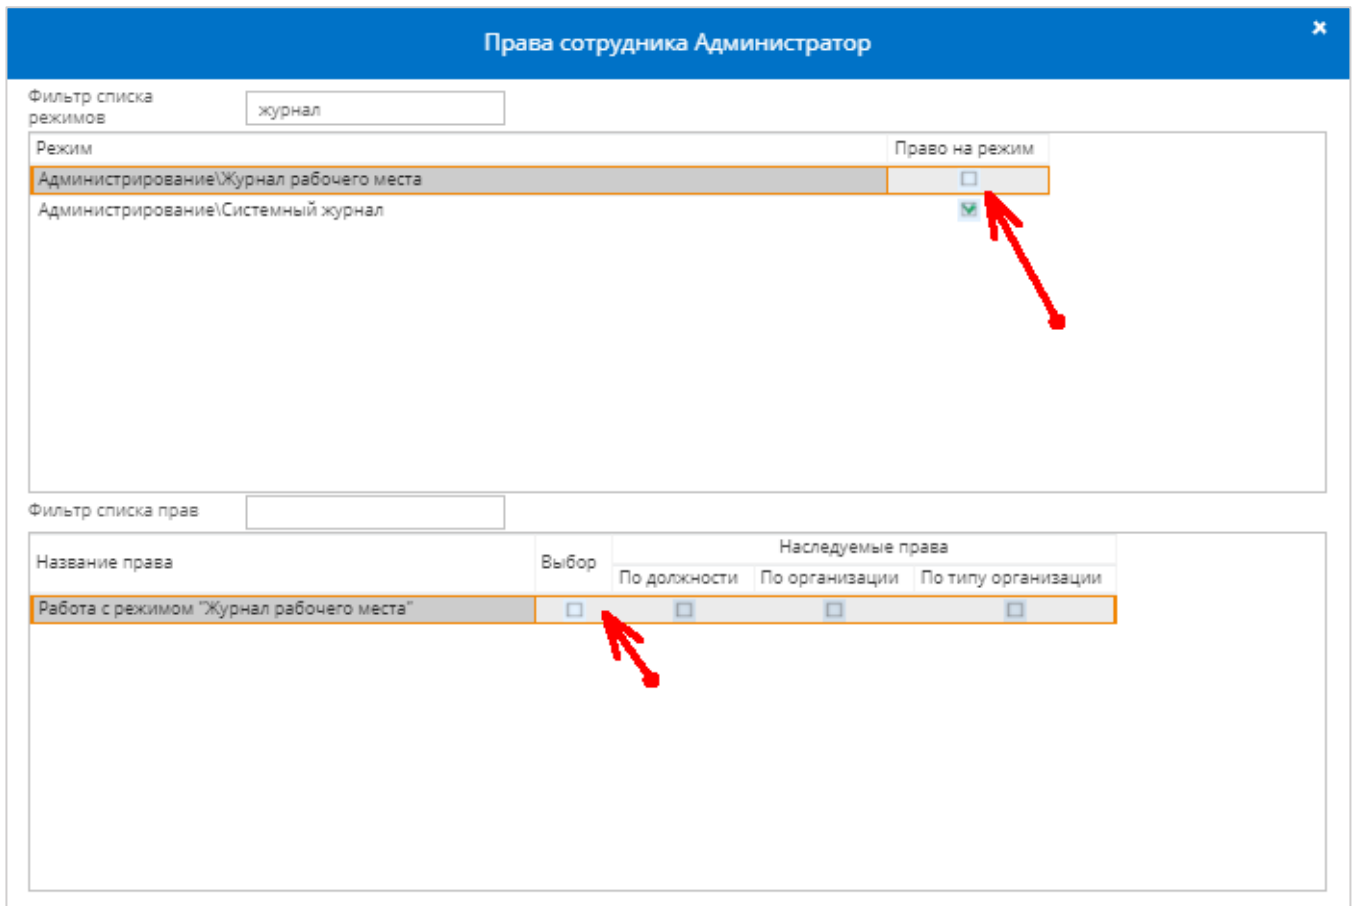 Права сотрудника Администратор
Фильтр списка
режимов
журнал
Режим Право на режим
Администрирование\Журнал рабочего места
Администрирование\Системный журнал
Фильтр списка прав
Название права Выбор Наследуемые права
По должности По организации По типу организации
Работа с режимом "Журнал рабочего места"